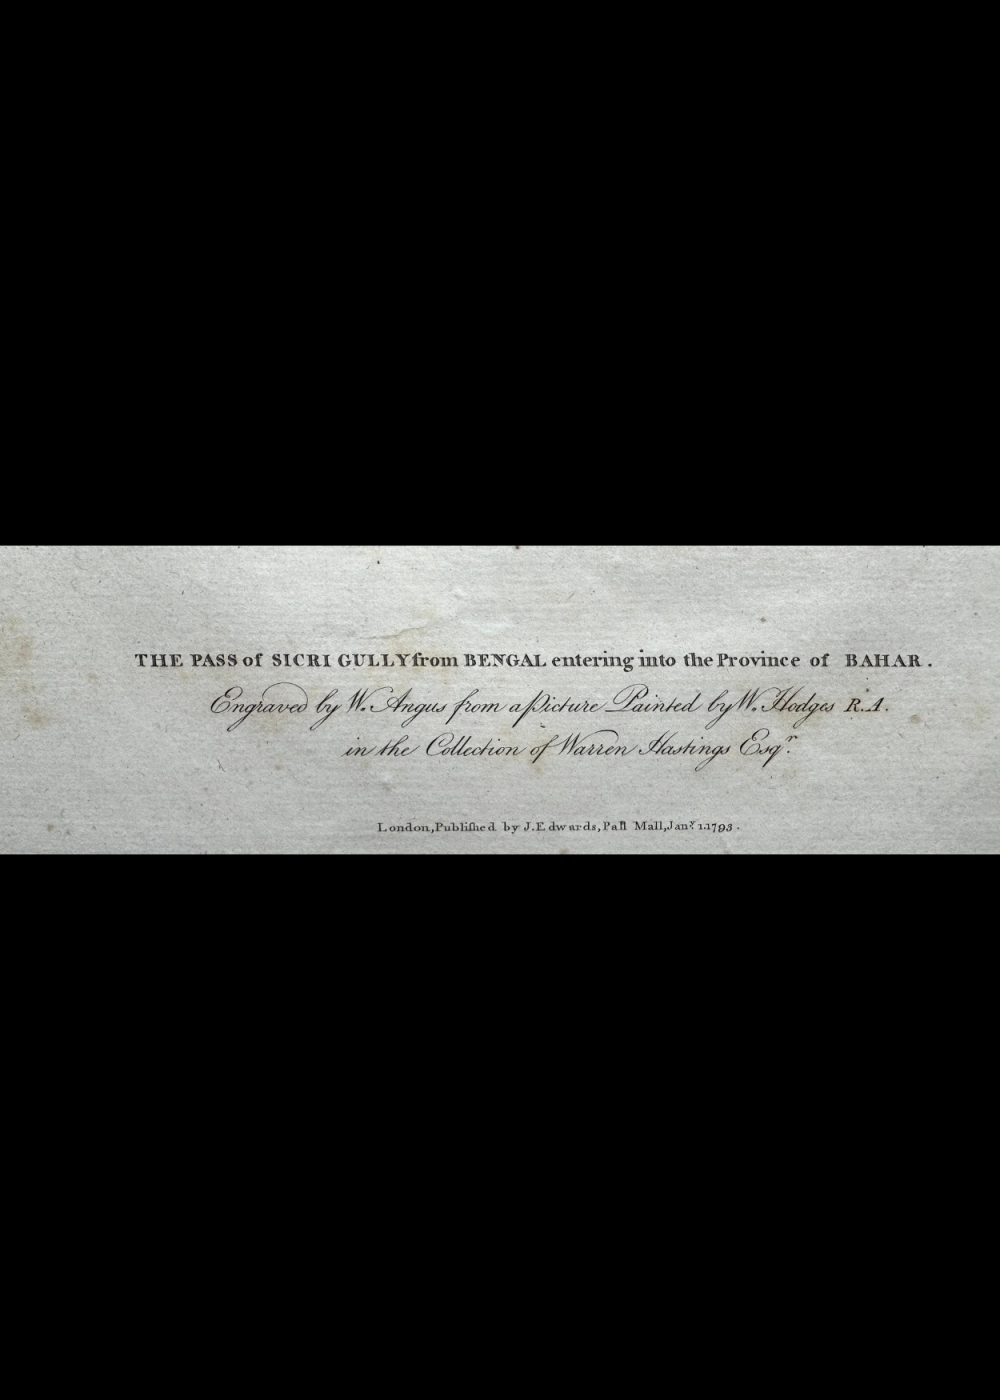 THE PASS of SICRI GULLY from BENGAL entering into the Province of BAHAR.
Engraved by W. Angus from a Picture Painted by W. Hodges R.A.
in the Collection of Warren Hastings Esqr.
London, Publiſhed by J. Edwards, Pall Mall, Jany. 1. 1793.